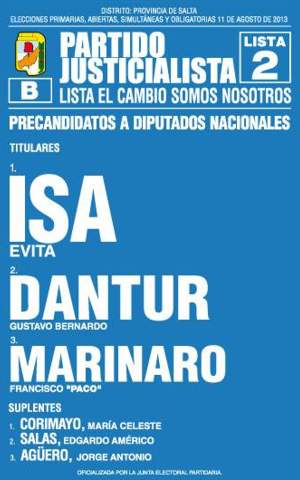 DISTRITO: PROVINCIA DE SALTA
ELECCIONES PRIMARIAS, ABIERTAS, SIMULTÁNEAS Y OBLIGATORIAS 11 DE AGOSTO DE 2013
PARTIDO
JUSTICIALISTA
LISTA
2
B
LISTA EL CAMBIO SOMOS NOSOTROS
PRECANDIDATOS A DIPUTADOS NACIONALES
TITULARES
1.
ISA
EVITA
2.
DANTUR
GUSTAVO BERNARDO
3.
MARINARO
FRANCISCO "PACO"
SUPLENTES
1. CORIMAYO, MARÍA CELESTE
2. SALAS, EDGARDO AMÉRICO
3. AGÜERO, JORGE ANTONIO
OFICIALIZADA POR LA JUNTA ELECTORAL PARTIDARIA.